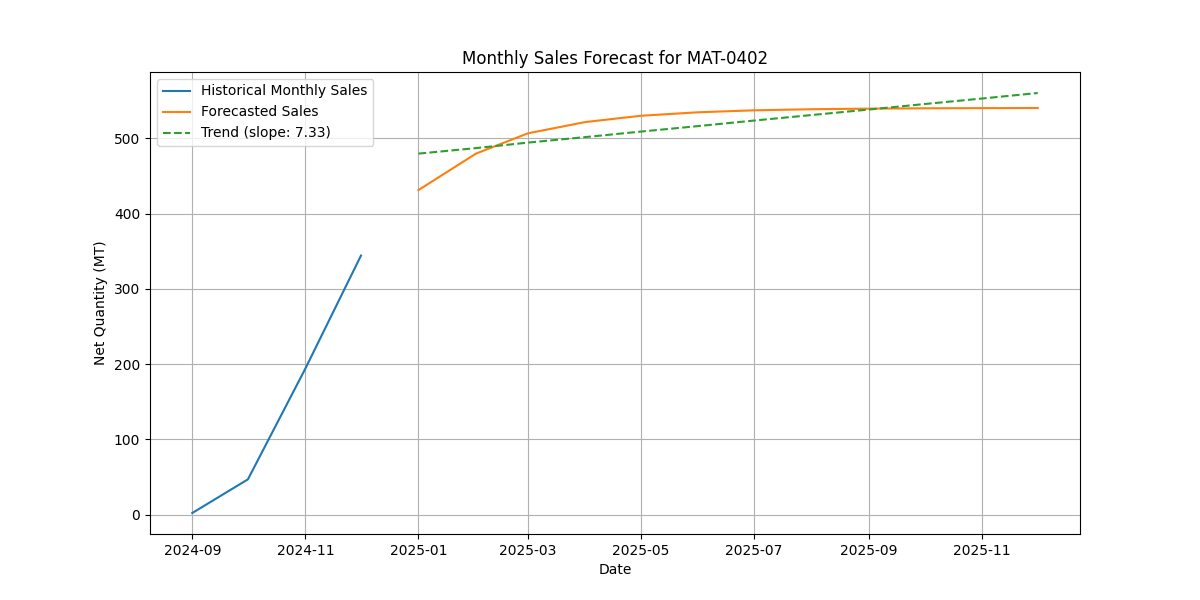 Monthly Sales Forecast for MAT-0402
Historical Monthly Sales
Forecasted Sales
Trend (slope: 7.33)
Net Quantity (MT)
500
400
300
200
100
0
2024-09 2024-11 2025-01 2025-03 2025-05 2025-07 2025-09 2025-11
Date